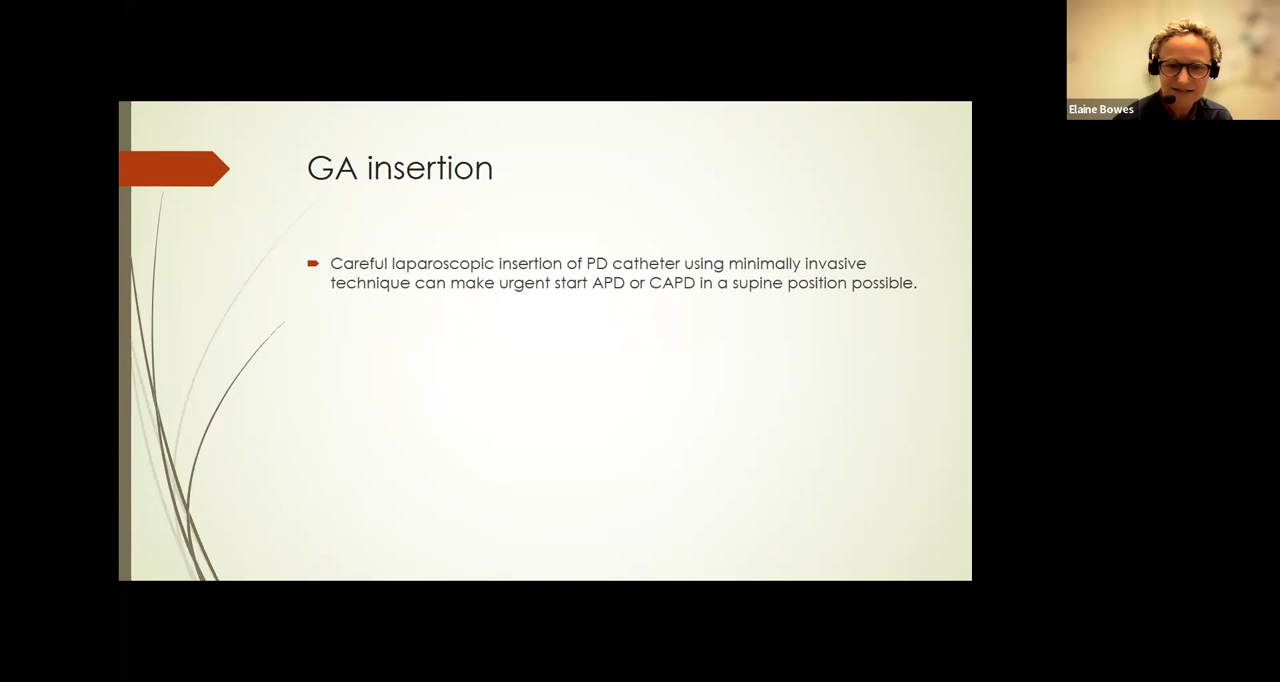 Elaine Bowes
GA insertion
Careful laparoscopic insertion of PD catheter using minimally invasive
technique can make urgent start APD or CAPD in a supine position possible.